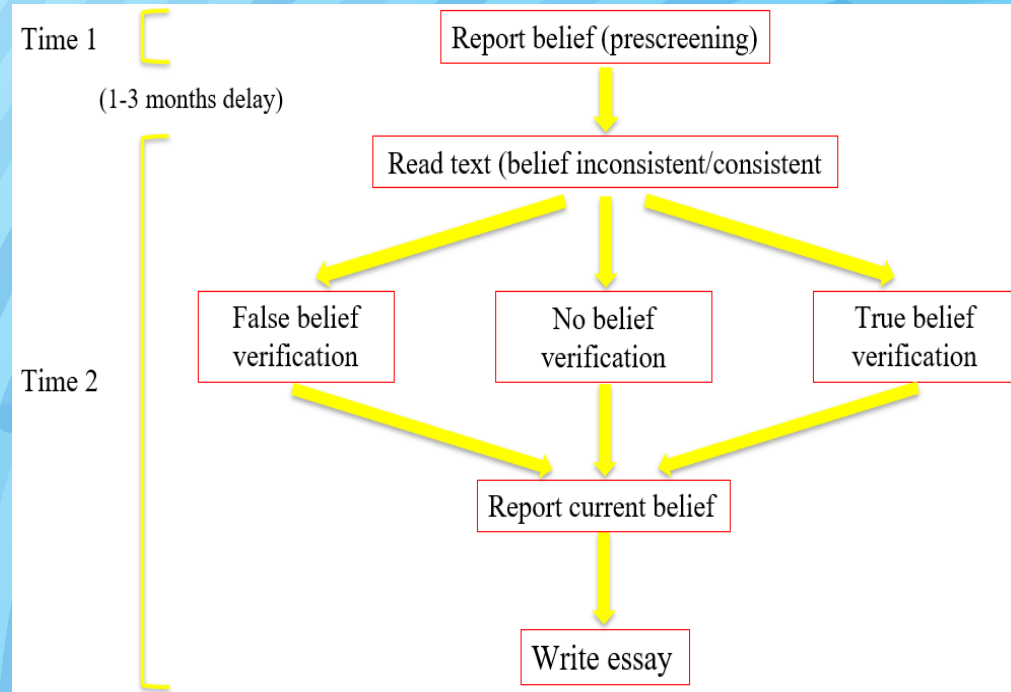 Time 1
Report belief (prescreening)
(1-3 months delay)
Read text (belief inconsistent/consistent
False belief
verification
No belief
verification
True belief
verification
Time 2
Report current belief
Write essay